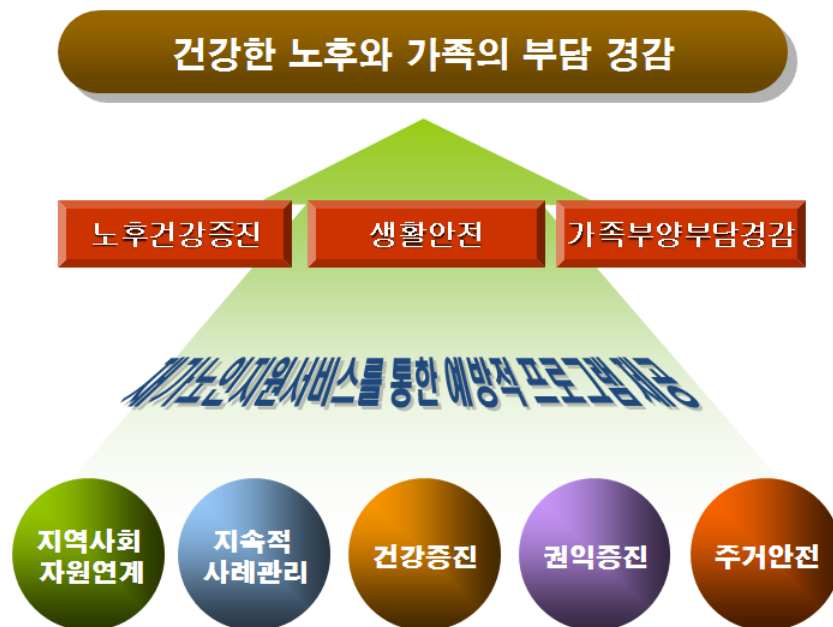 건강한 노후와 가족의 부담 경감
노후건강증진
생활안전
가족부양부담경감
재가노인지원서비스를 통한 예방적 프로그램 제공
지역사회
자원연계
지속적
사례관리
건강증진
권익증진
주거안전